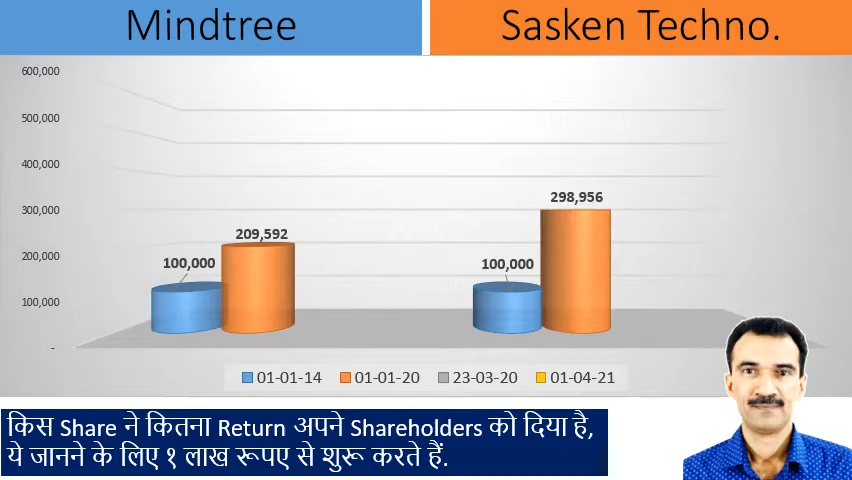 Mindtree
Sasken Techno.
600,000
500,000
400,000
300,000
200,000
100,000
-
100,000
209,592
100,000
298,956
01-01-14 01-01-20 23-03-20 01-04-21
किस Share ने कितना Return अपने Shareholders को दिया है,
ये जानने के लिए १ लाख रूपए से शुरू करते हैं.